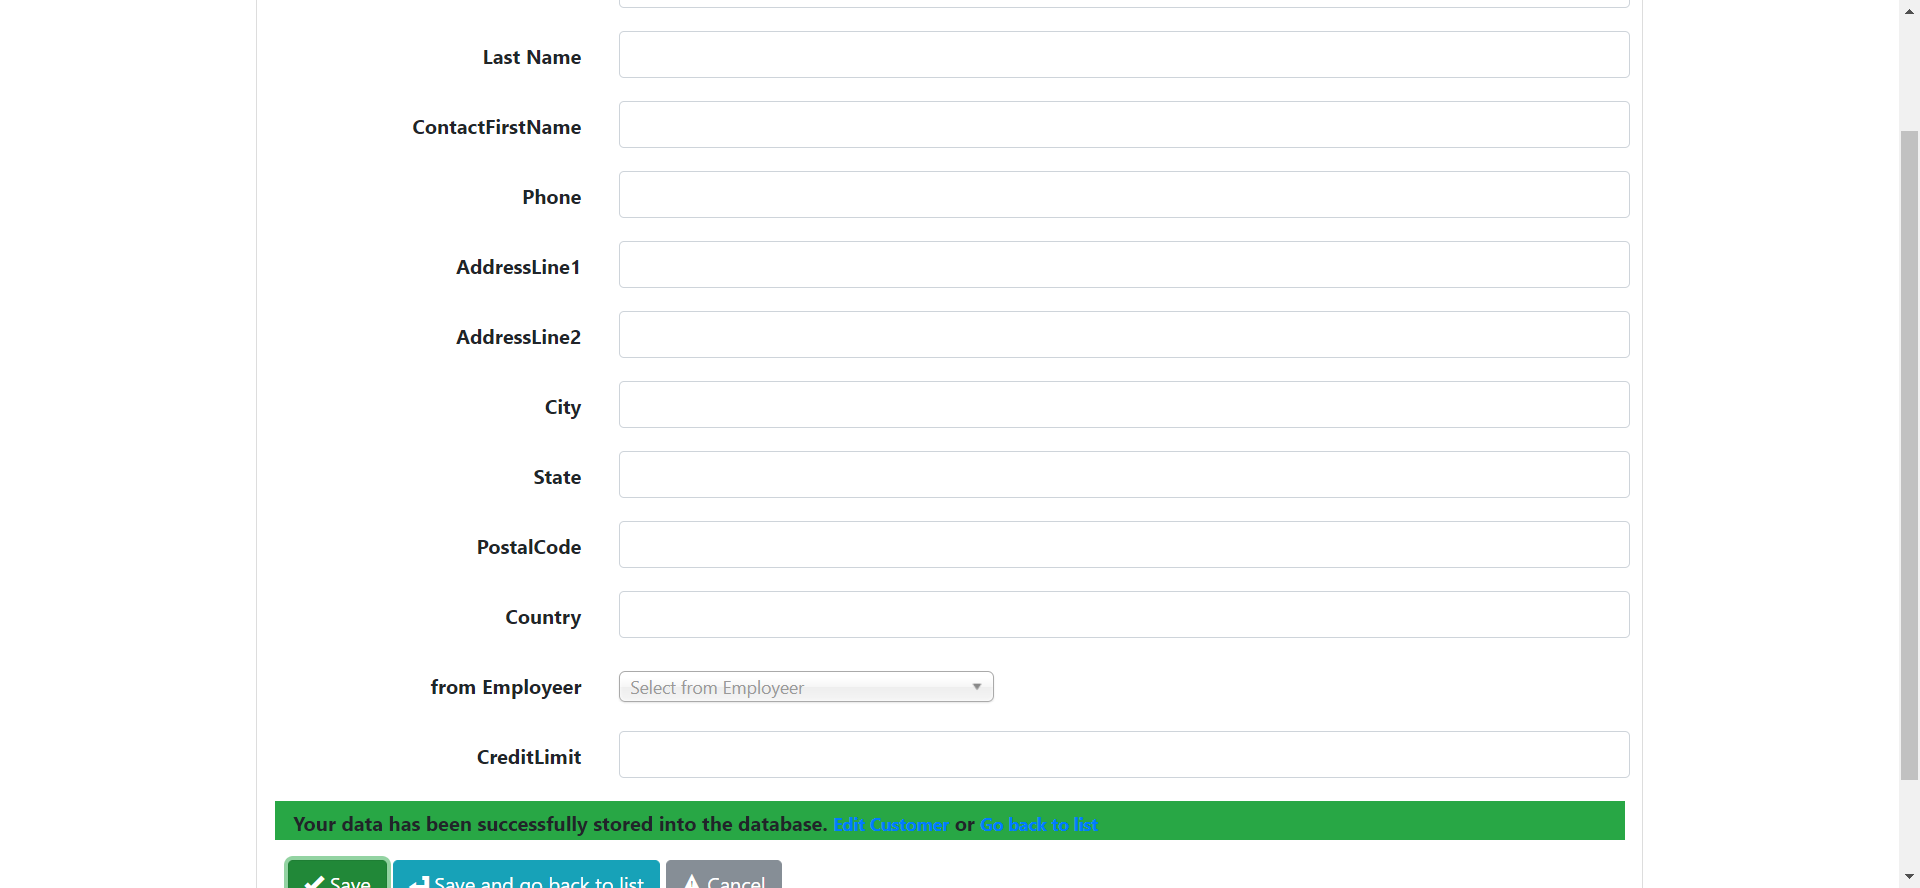 Last Name
ContactFirstName
Phone
AddressLine1
AddressLine2
City
State
PostalCode
Country
from Employeer
Select from Employeer
CreditLimit
Your data has been successfully stored into the database. Edit Customer or Go back to list
Save
Save and go back to list
Cancel